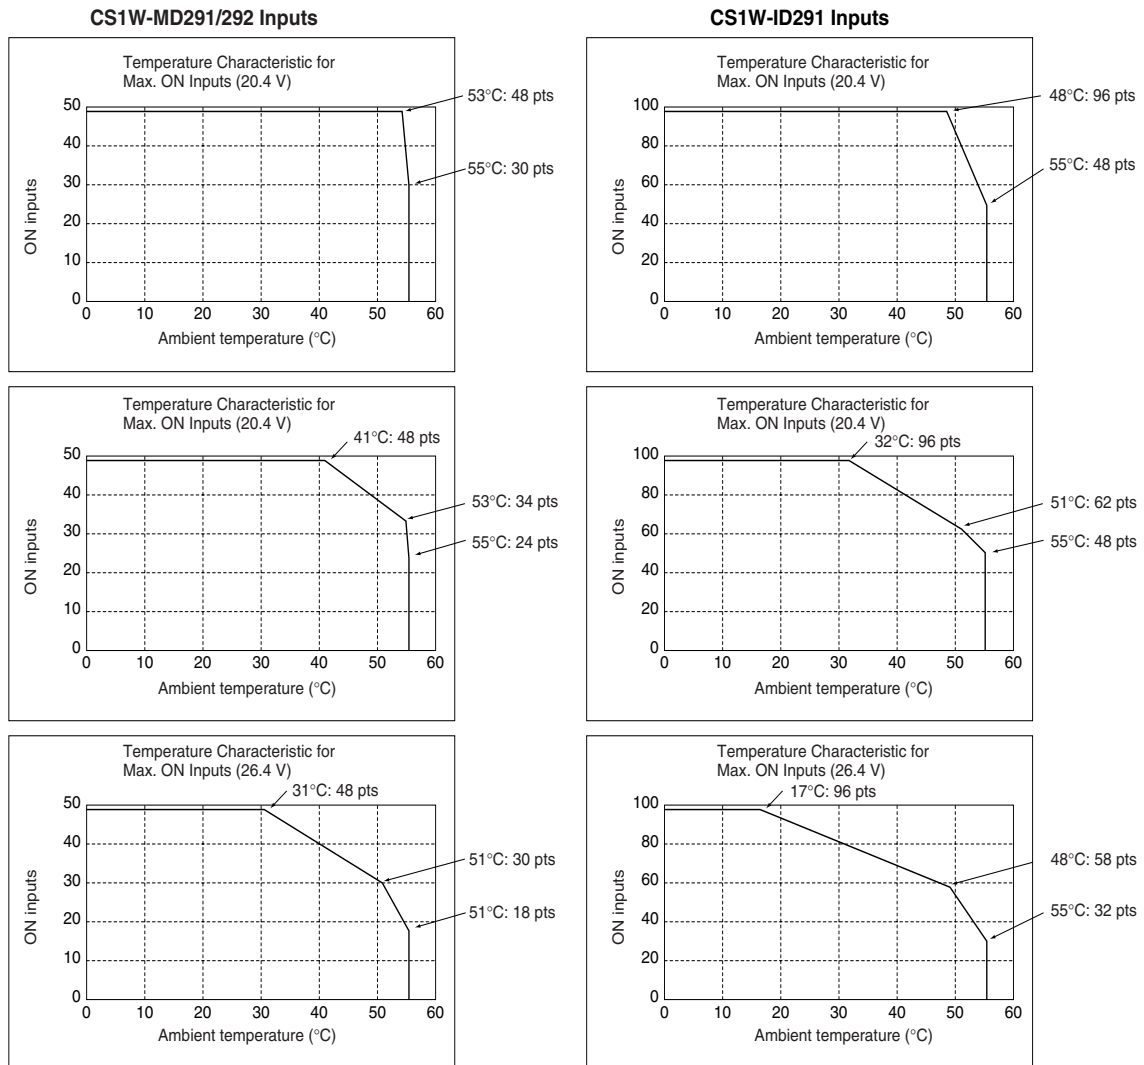 CS1W-MD291/292 Inputs
Temperature Characteristic for
Max. ON Inputs (20.4 V)
50
40
30
20
10
0
ON inputs
0 10 20 30 40 50 60
Ambient temperature (°C)
53°C: 48 pts
55°C: 30 pts
CS1W-ID291 Inputs
Temperature Characteristic for
Max. ON Inputs (20.4 V)
100
80
60
40
20
0
ON inputs
0 10 20 30 40 50 60
Ambient temperature (°C)
48°C: 96 pts
55°C: 48 pts
Temperature Characteristic for
Max. ON Inputs (20.4 V)
41°C: 48 pts
50
40
30
20
10
0
ON inputs
0 10 20 30 40 50 60
Ambient temperature (°C)
53°C: 34 pts
55°C: 24 pts
Temperature Characteristic for
Max. ON Inputs (20.4 V)
32°C: 96 pts
100
80
60
40
20
0
ON inputs
0 10 20 30 40 50 60
Ambient temperature (°C)
51°C: 62 pts
55°C: 48 pts
Temperature Characteristic for
Max. ON Inputs (26.4 V)
31°C: 48 pts
50
40
30
20
10
0
ON inputs
0 10 20 30 40 50 60
Ambient temperature (°C)
51°C: 30 pts
51°C: 18 pts
Temperature Characteristic for
Max. ON Inputs (26.4 V)
17°C: 96 pts
100
80
60
40
20
0
ON inputs
0 10 20 30 40 50 60
Ambient temperature (°C)
48°C: 58 pts
55°C: 32 pts